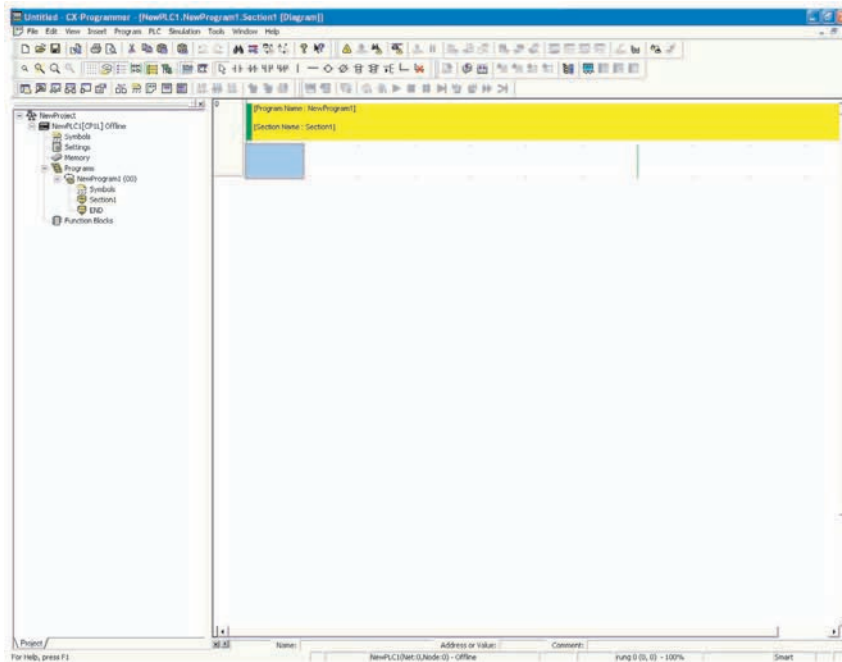 Untitled - CX-Programmer - [NewPLC1.NewProgram1.Section1 [Diagram]]
File Edit View Insert Program PLC Simulation Tools Window Help
NewProject
NewPLC1[CP1L] Offline
Symbols
Settings
Memory
Programs
NewProgram1 (00)
Symbols
Section1
END
Function Blocks
0
[Program Name : NewProgram1]
[Section Name : Section1]
Project
Name: Address or Value: Comment:
For Help, press F1
NewPLC1(Net:0,Node:0) - Offline
rung 0 (0, 0) - 100%
Smart